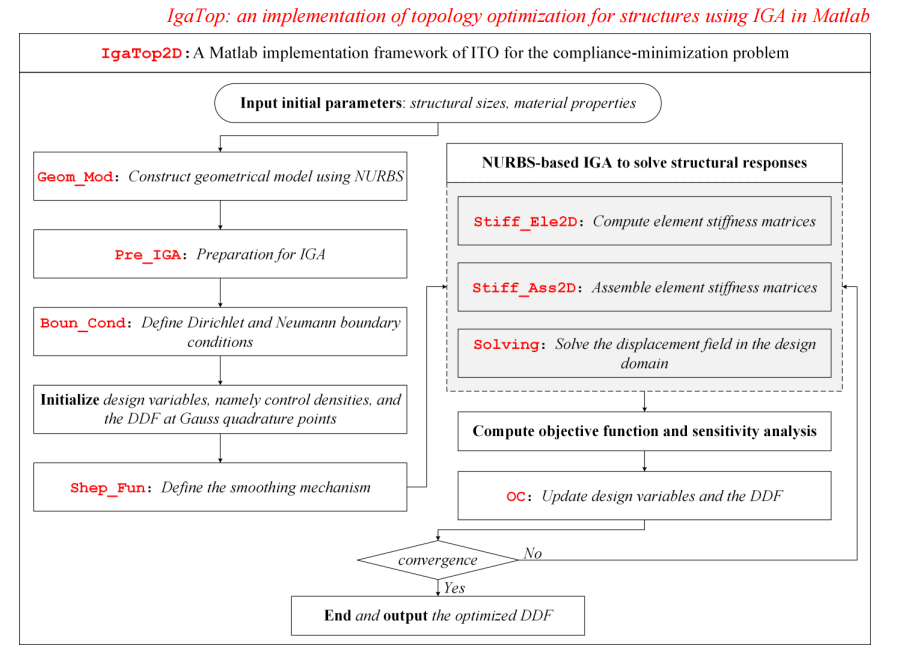 IgaTop: an implementation of topology optimization for structures using IGA in Matlab
IgaTop2D: A Matlab implementation framework of ITO for the compliance-minimization problem
Input initial parameters: structural sizes, material properties
Geom_Mod: Construct geometrical model using NURBS
Pre_IGA: Preparation for IGA
Boun_Cond: Define Dirichlet and Neumann boundary
conditions
Initialize design variables, namely control densities, and
the DDF at Gauss quadrature points
Shep_Fun: Define the smoothing mechanism
NURBS-based IGA to solve structural responses
Stiff_Ele2D: Compute element stiffness matrices
Stiff_Ass2D: Assemble element stiffness matrices
Solving: Solve the displacement field in the design
domain
Compute objective function and sensitivity analysis
OC: Update design variables and the DDF
convergence
No
Yes
End and output the optimized DDF